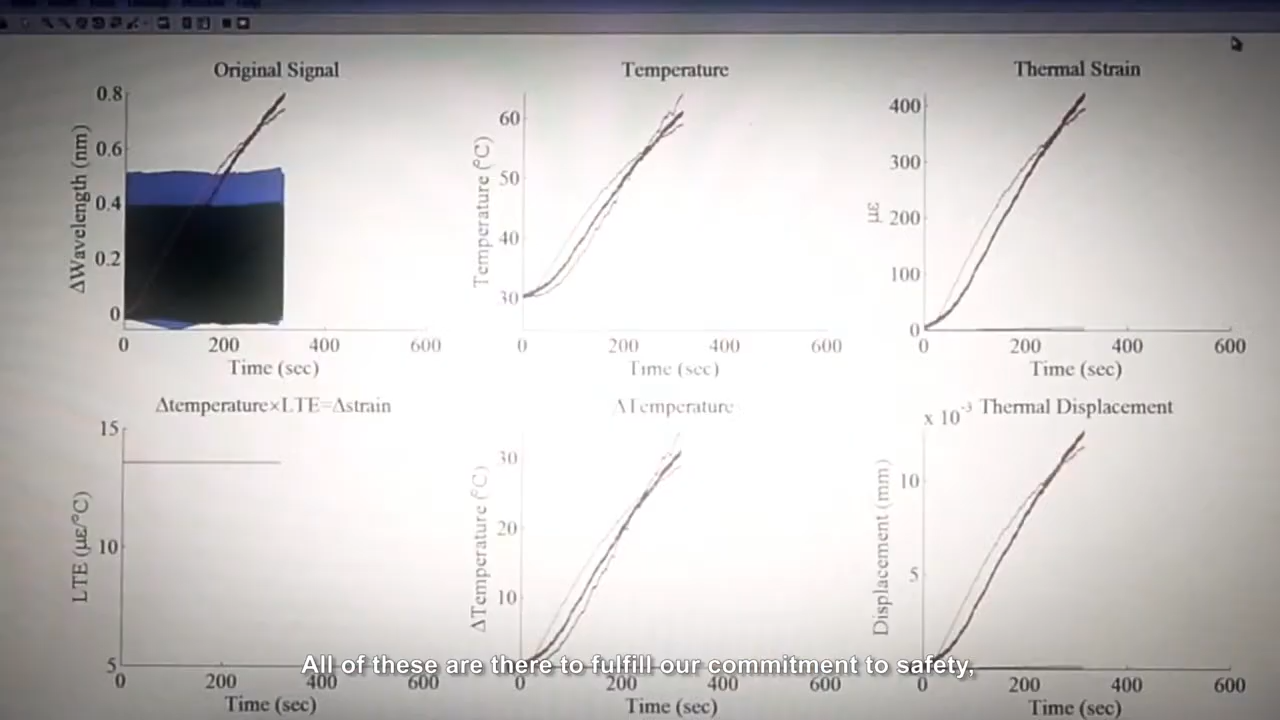 Original Signal
ΔWavelength (nm)
0.8
0.6
0.4
0.2
0
0 200 400 600
Time (sec)
Temperature
Temperature (°C)
60
50
40
30
0 200 400 600
Time (sec)
Thermal Strain
με
400
300
200
100
0
0 200 400 600
Time (sec)
Δtemperature×LTE=Δstrain
LTE (με/°C)
15
10
5
0 200 400 600
Time (sec)
ΔTemperature
ΔTemperature (°C)
30
20
10
0 200 400 600
Time (sec)
x 10⁻³ Thermal Displacement
Displacement (mm)
10
5
0 200 400 600
Time (sec)
All of these are there to fulfill our commitment to safety,